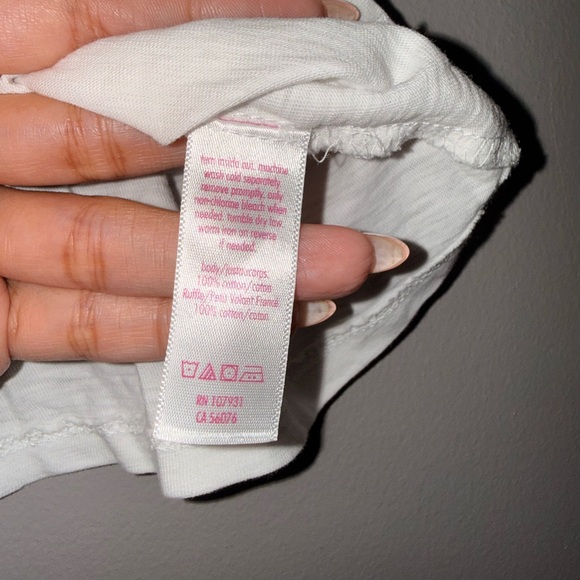 turn inside out, machine
wash cold separately
remove promptly, only
non-chlorine bleach when
needed. tumble dry low,
warm iron on reverse
if needed.
body/justaucorps:
100% cotton/coton
Ruffle/Peau Volant Francé
100% cotton/coton
RN 107931
CA 56076